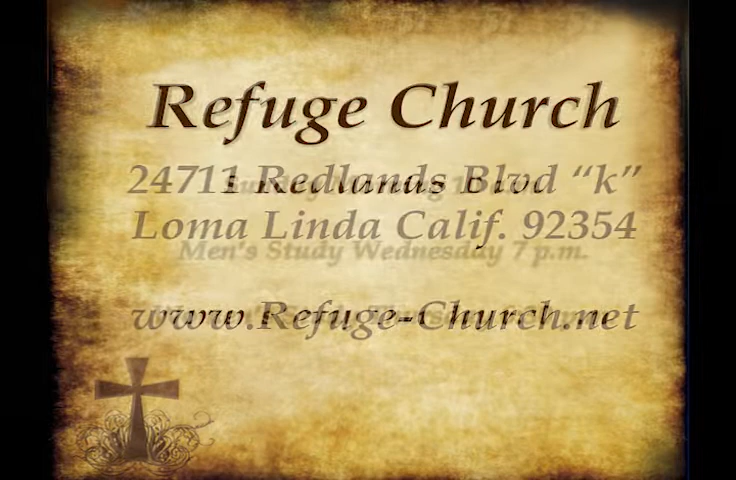 Refuge Church
24711 Redlands Blvd “k”
Loma Linda Calif. 92354
Men's Study Wednesday 7 p.m.
www.Refuge-Church.net